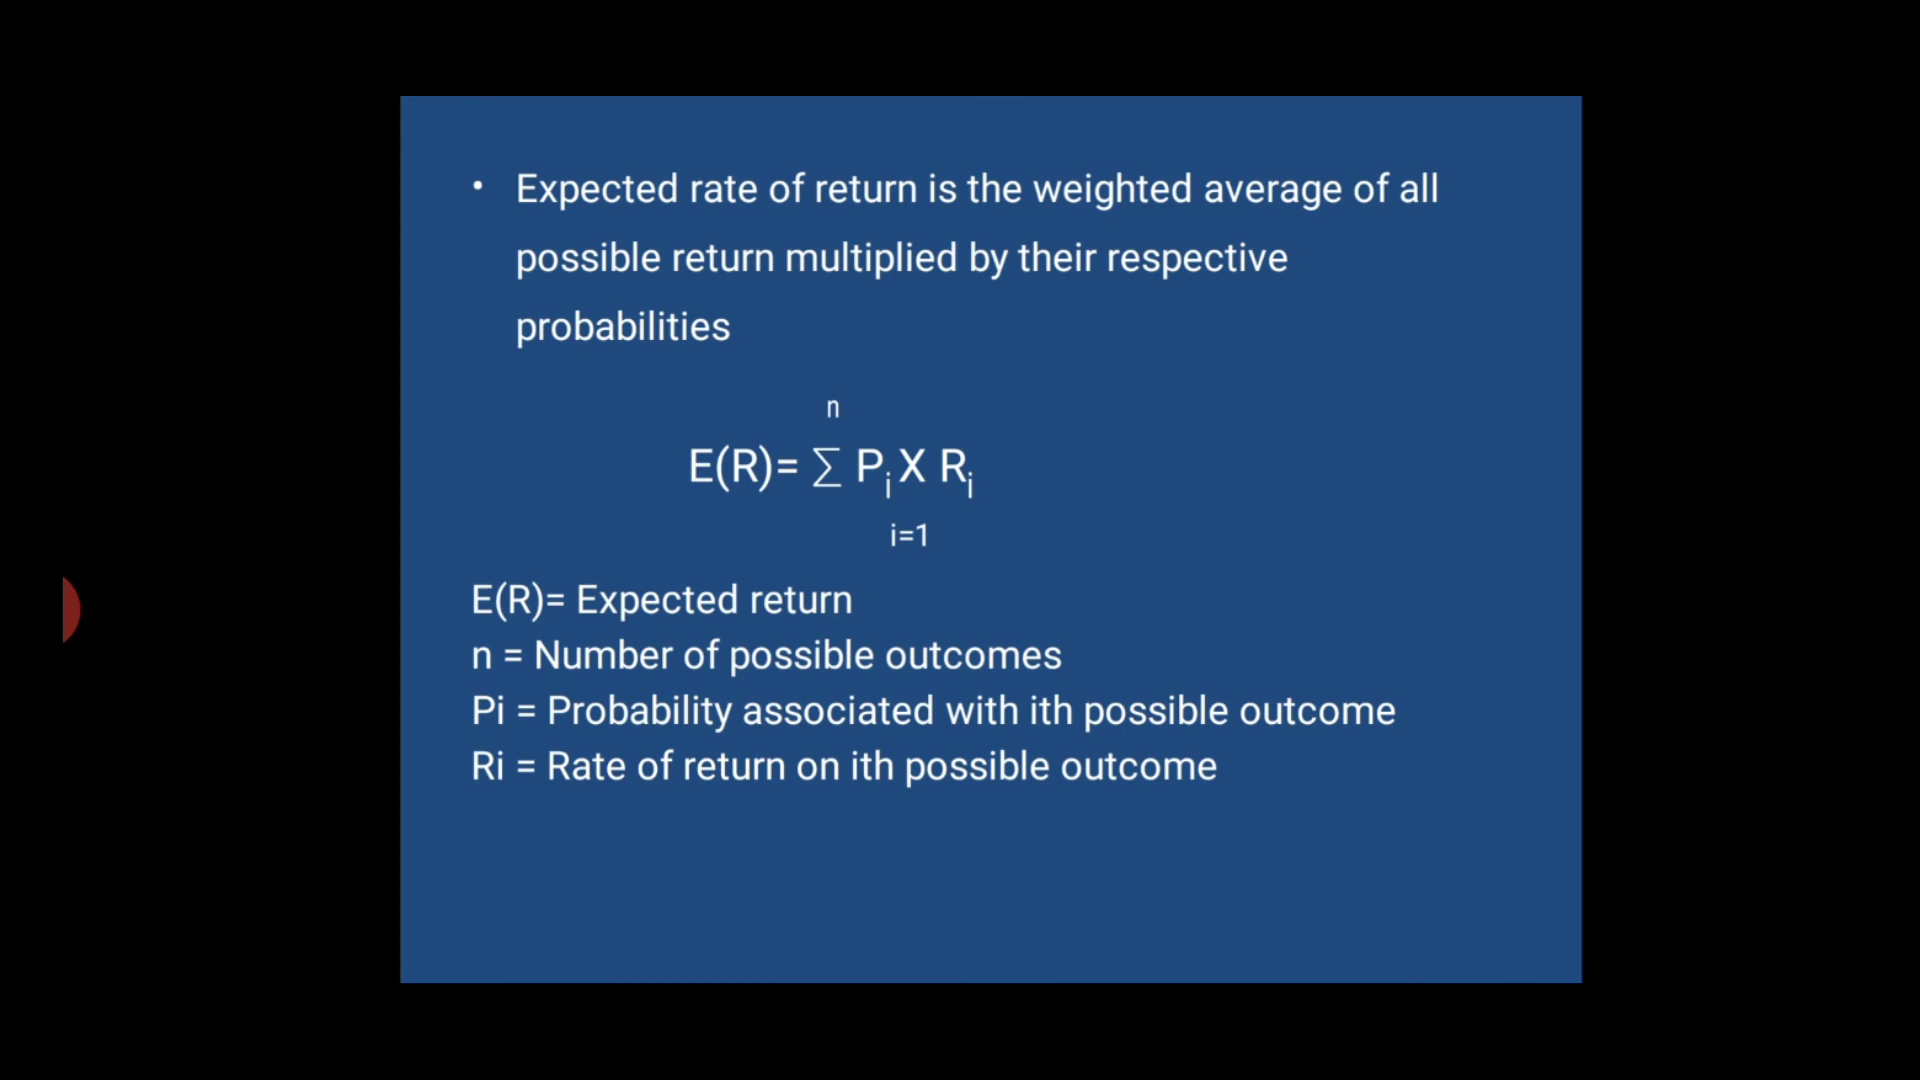 • Expected rate of return is the weighted average of all
possible return multiplied by their respective
probabilities
n
E(R)= ∑ Pi X Ri
i=1
E(R)= Expected return
n = Number of possible outcomes
Pi = Probability associated with ith possible outcome
Ri = Rate of return on ith possible outcome